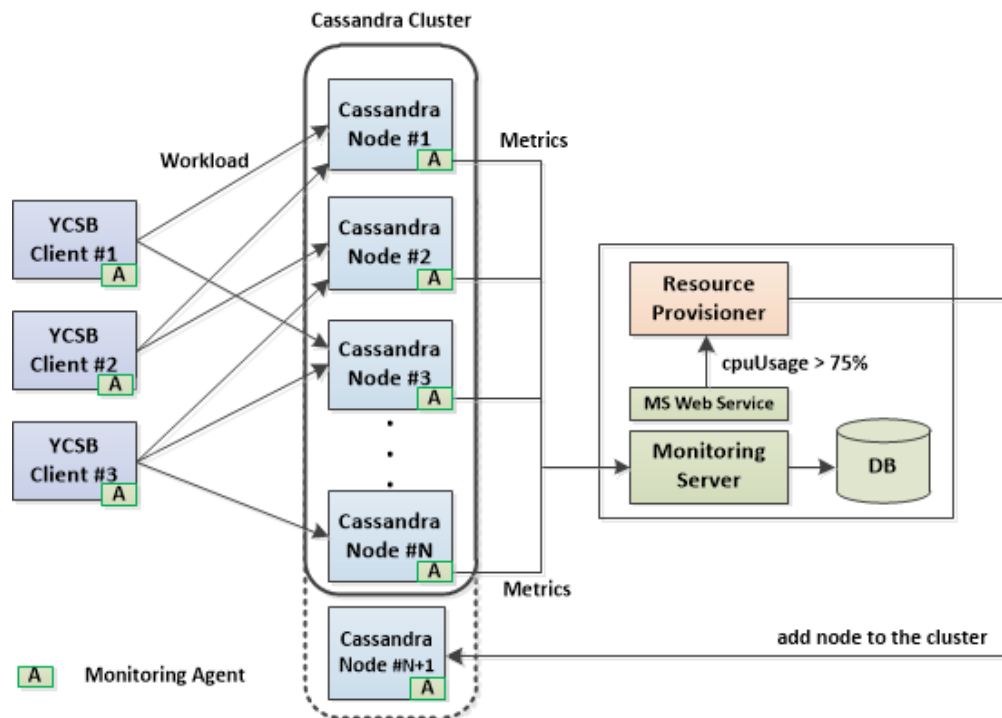 Cassandra Cluster
Cassandra
Node #1
A
Metrics
Workload
YCSB
Client #1
A
Cassandra
Node #2
A
Resource
Provisioner
YCSB
Client #2
A
Cassandra
Node #3
A
cpuUsage > 75%
MS Web Service
YCSB
Client #3
A
Monitoring
Server
DB
Cassandra
Node #N
A
Metrics
Cassandra
Node #N+1
A
add node to the cluster
A
Monitoring Agent